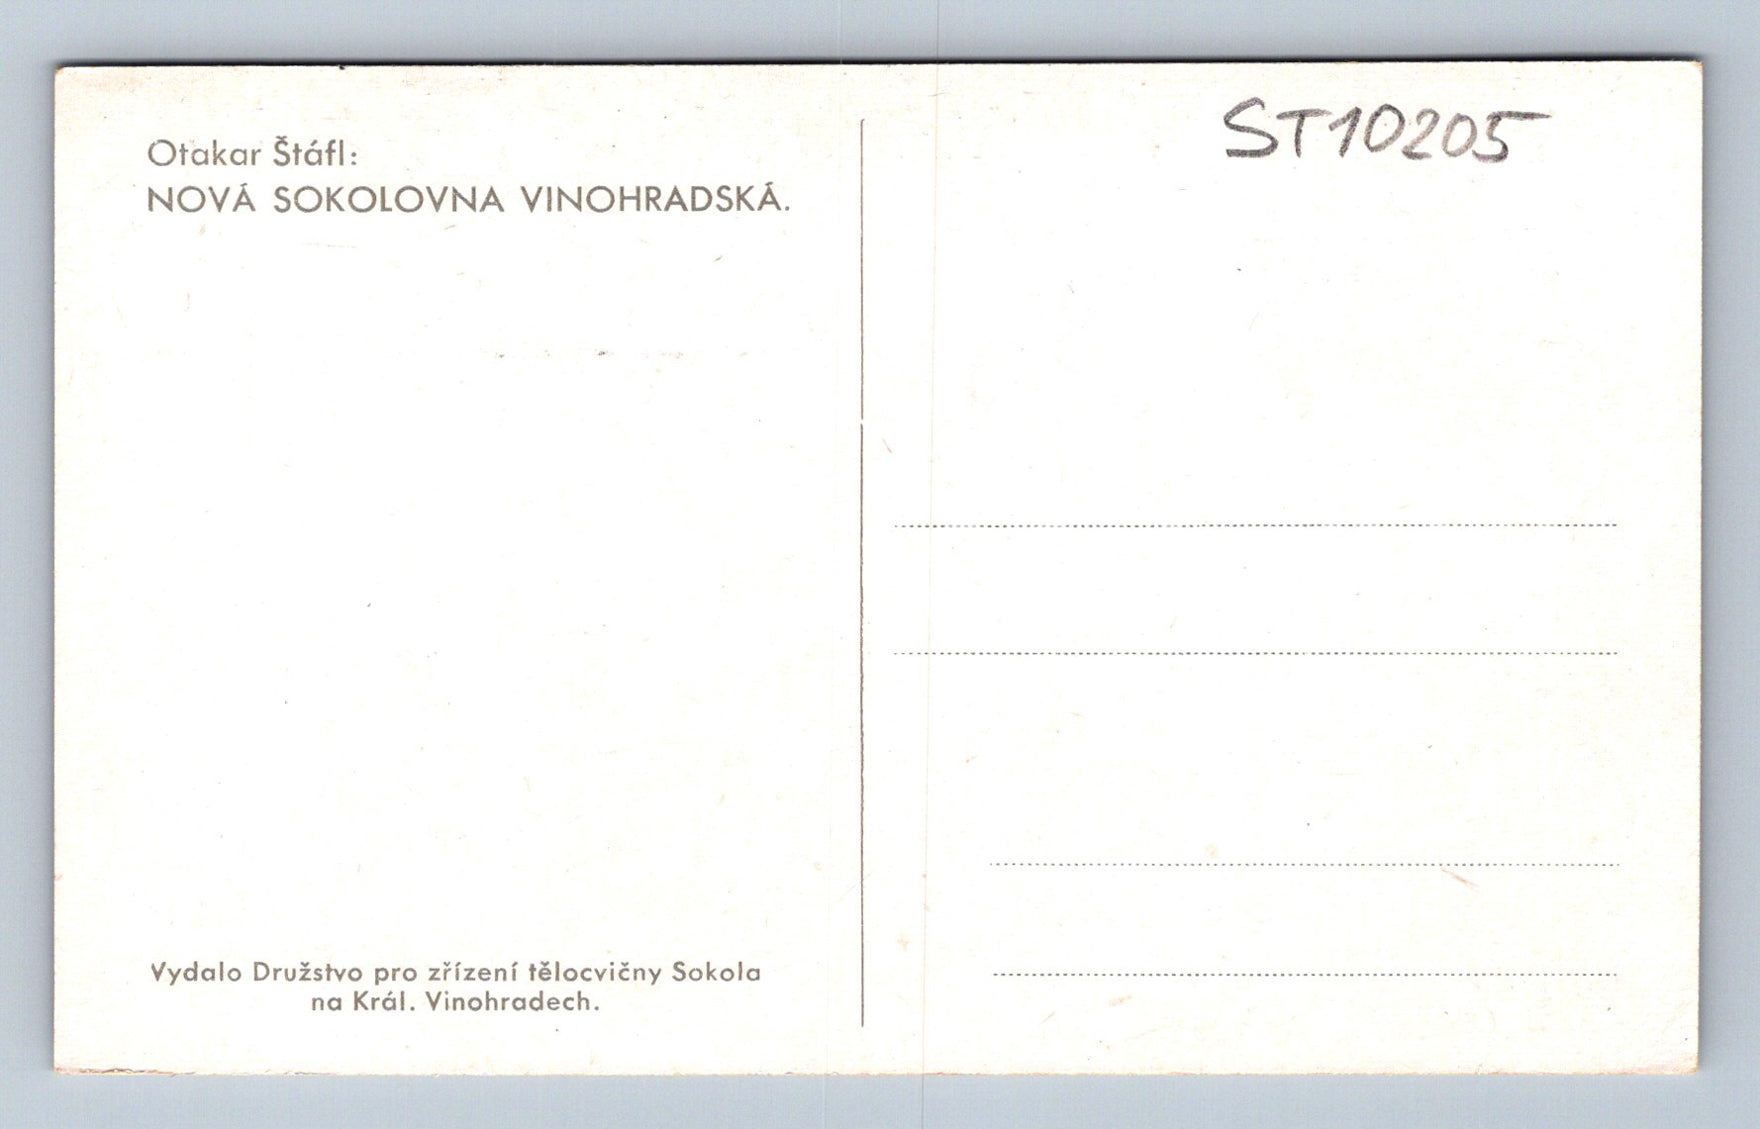 Otakar Štáfl:
NOVÁ SOKOLOVNA VINOHRADSKÁ.
ST10205
Vydalo Družstvo pro zřízení tělocvičny Sokola
na Král. Vinohradech.